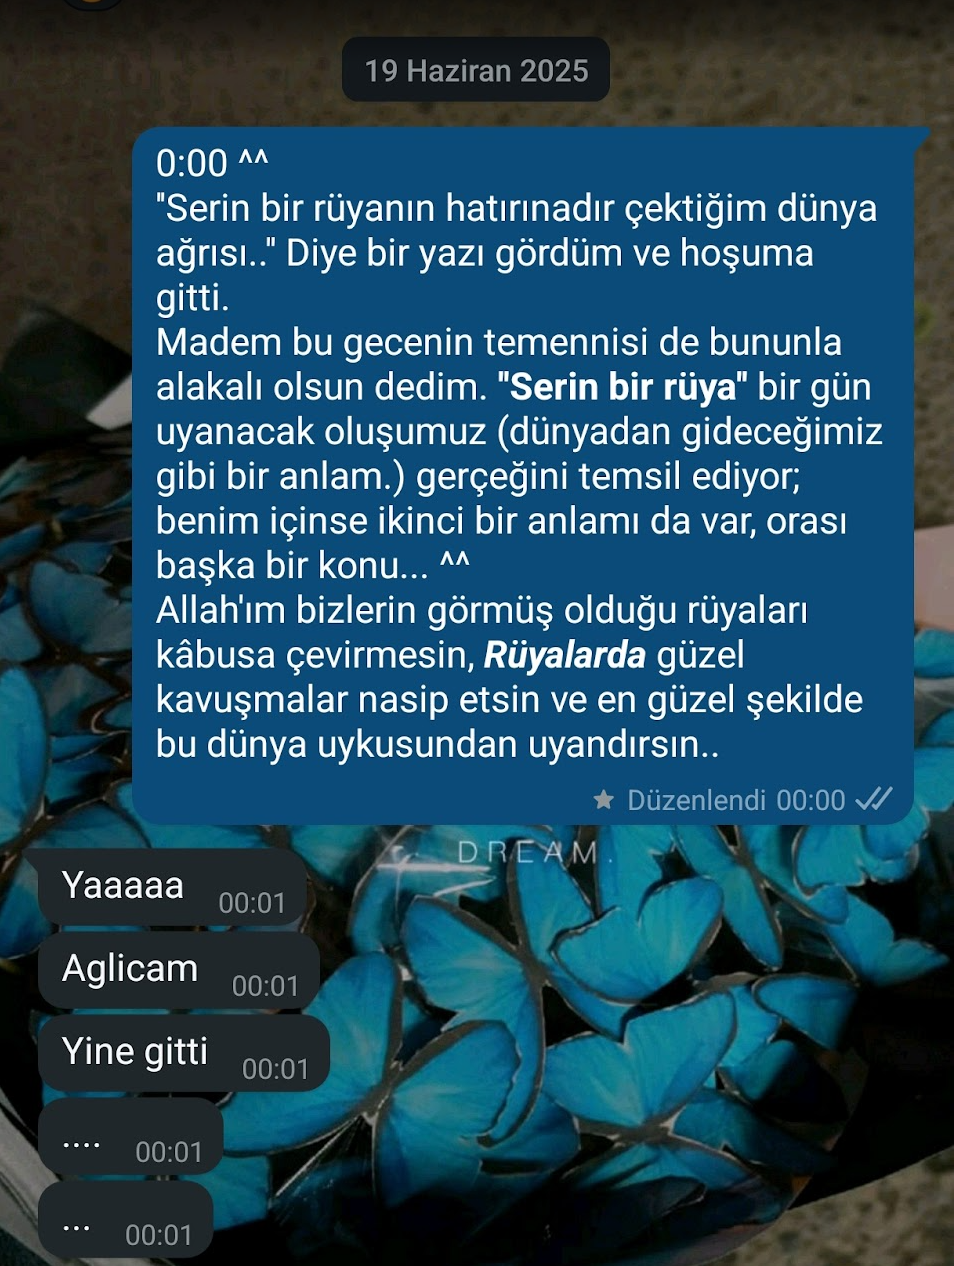 19 Haziran 2025
0:00 ^^
"Serin bir rüyanın hatırınadır çektiğim dünya
ağrısı.." Diye bir yazı gördüm ve hoşuma
gitti.
Madem bu gecenin temennisi de bununla
alakalı olsun dedim. "Serin bir rüya" bir gün
uyanacak oluşumuz (dünyadan gideceğimiz
gibi bir anlam.) gerçeğini temsil ediyor;
benim içinse ikinci bir anlamı da var, orası
başka bir konu... ^^
Allah'ım bizlerin görmüş olduğu rüyaları
kâbusa çevirmesin, Rüyalarda güzel
kavuşmalar nasip etsin ve en güzel şekilde
bu dünya uykusundan uyandırsın..
Düzenlendi 00:00
DREAM.
Yaaaaa 00:01
Aglicam 00:01
Yine gitti 00:01
.... 00:01
... 00:01